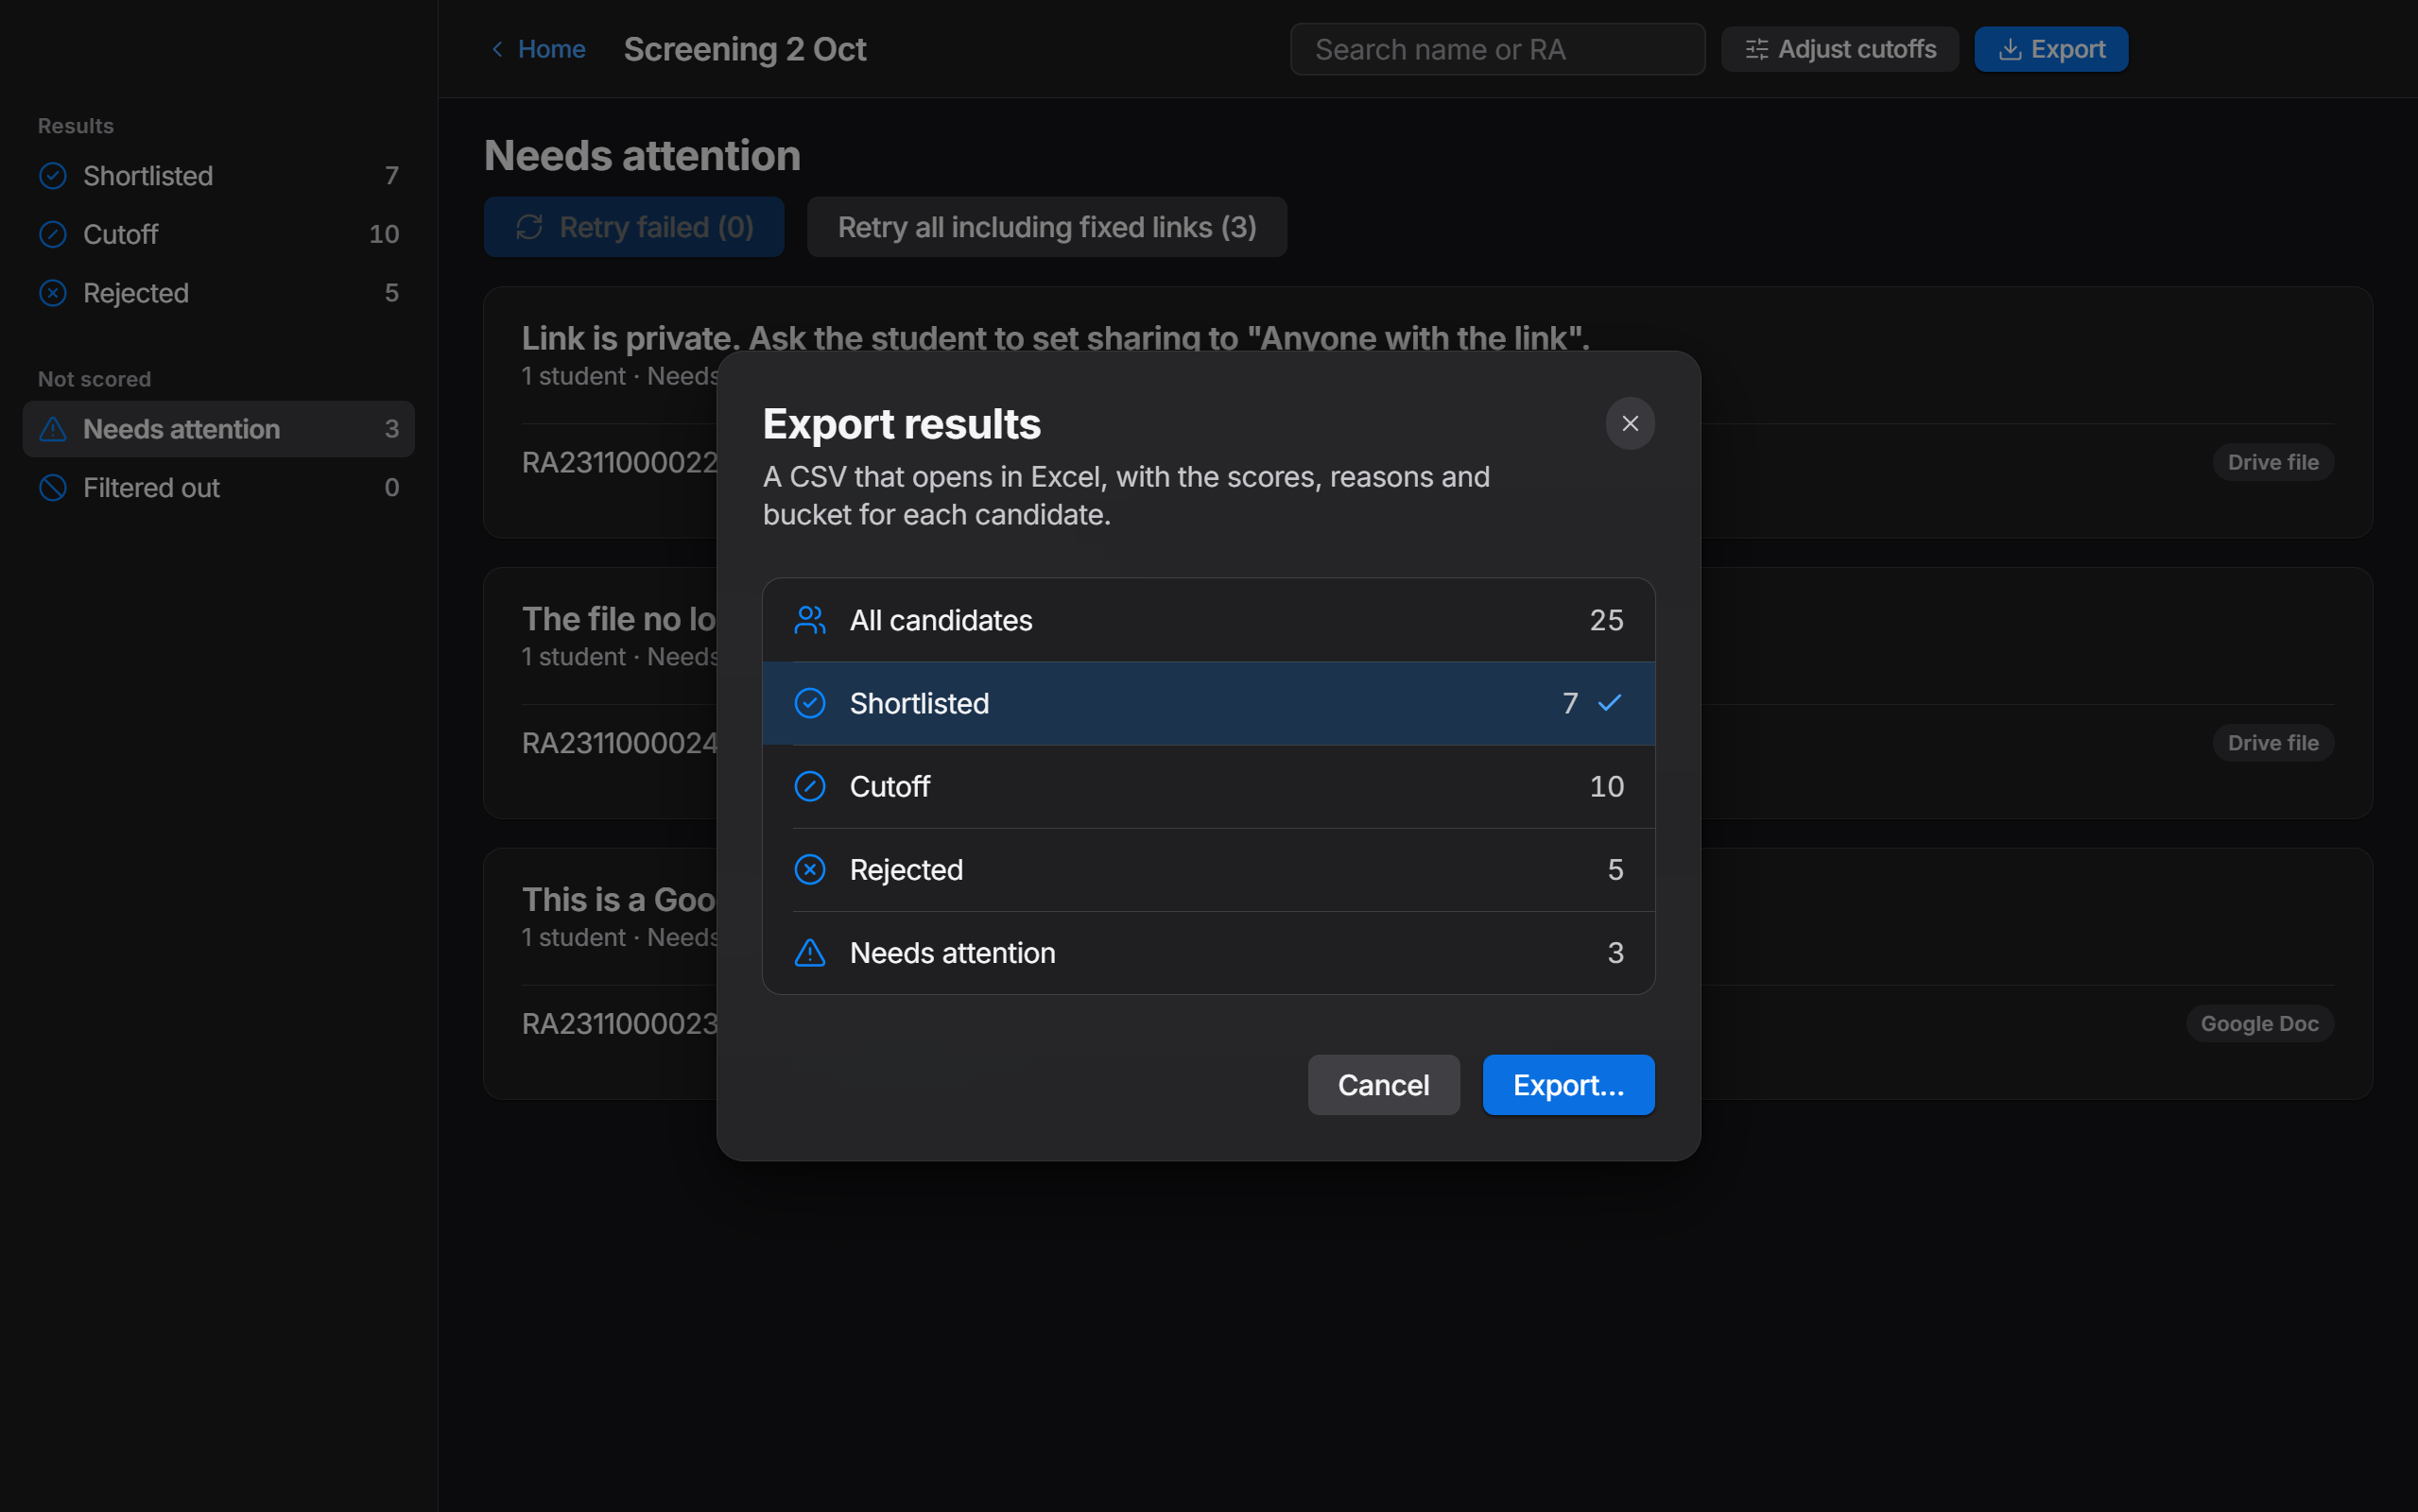 Home
Screening 2 Oct
Search name or RA
Adjust cutoffs
Export
Results
Shortlisted 7
Cutoff 10
Rejected 5
Not scored
Needs attention 3
Filtered out 0
Needs attention
Retry failed (0)
Retry all including fixed links (3)
Link is private. Ask the student to set sharing to "Anyone with the link".
1 student · Needs
RA2311000022
Drive file
The file no lo
1 student · Needs
RA2311000024
Drive file
This is a Goo
1 student · Needs
RA2311000023
Google Doc
Export results
A CSV that opens in Excel, with the scores, reasons and
bucket for each candidate.
All candidates 25
Shortlisted 7
Cutoff 10
Rejected 5
Needs attention 3
Cancel
Export...